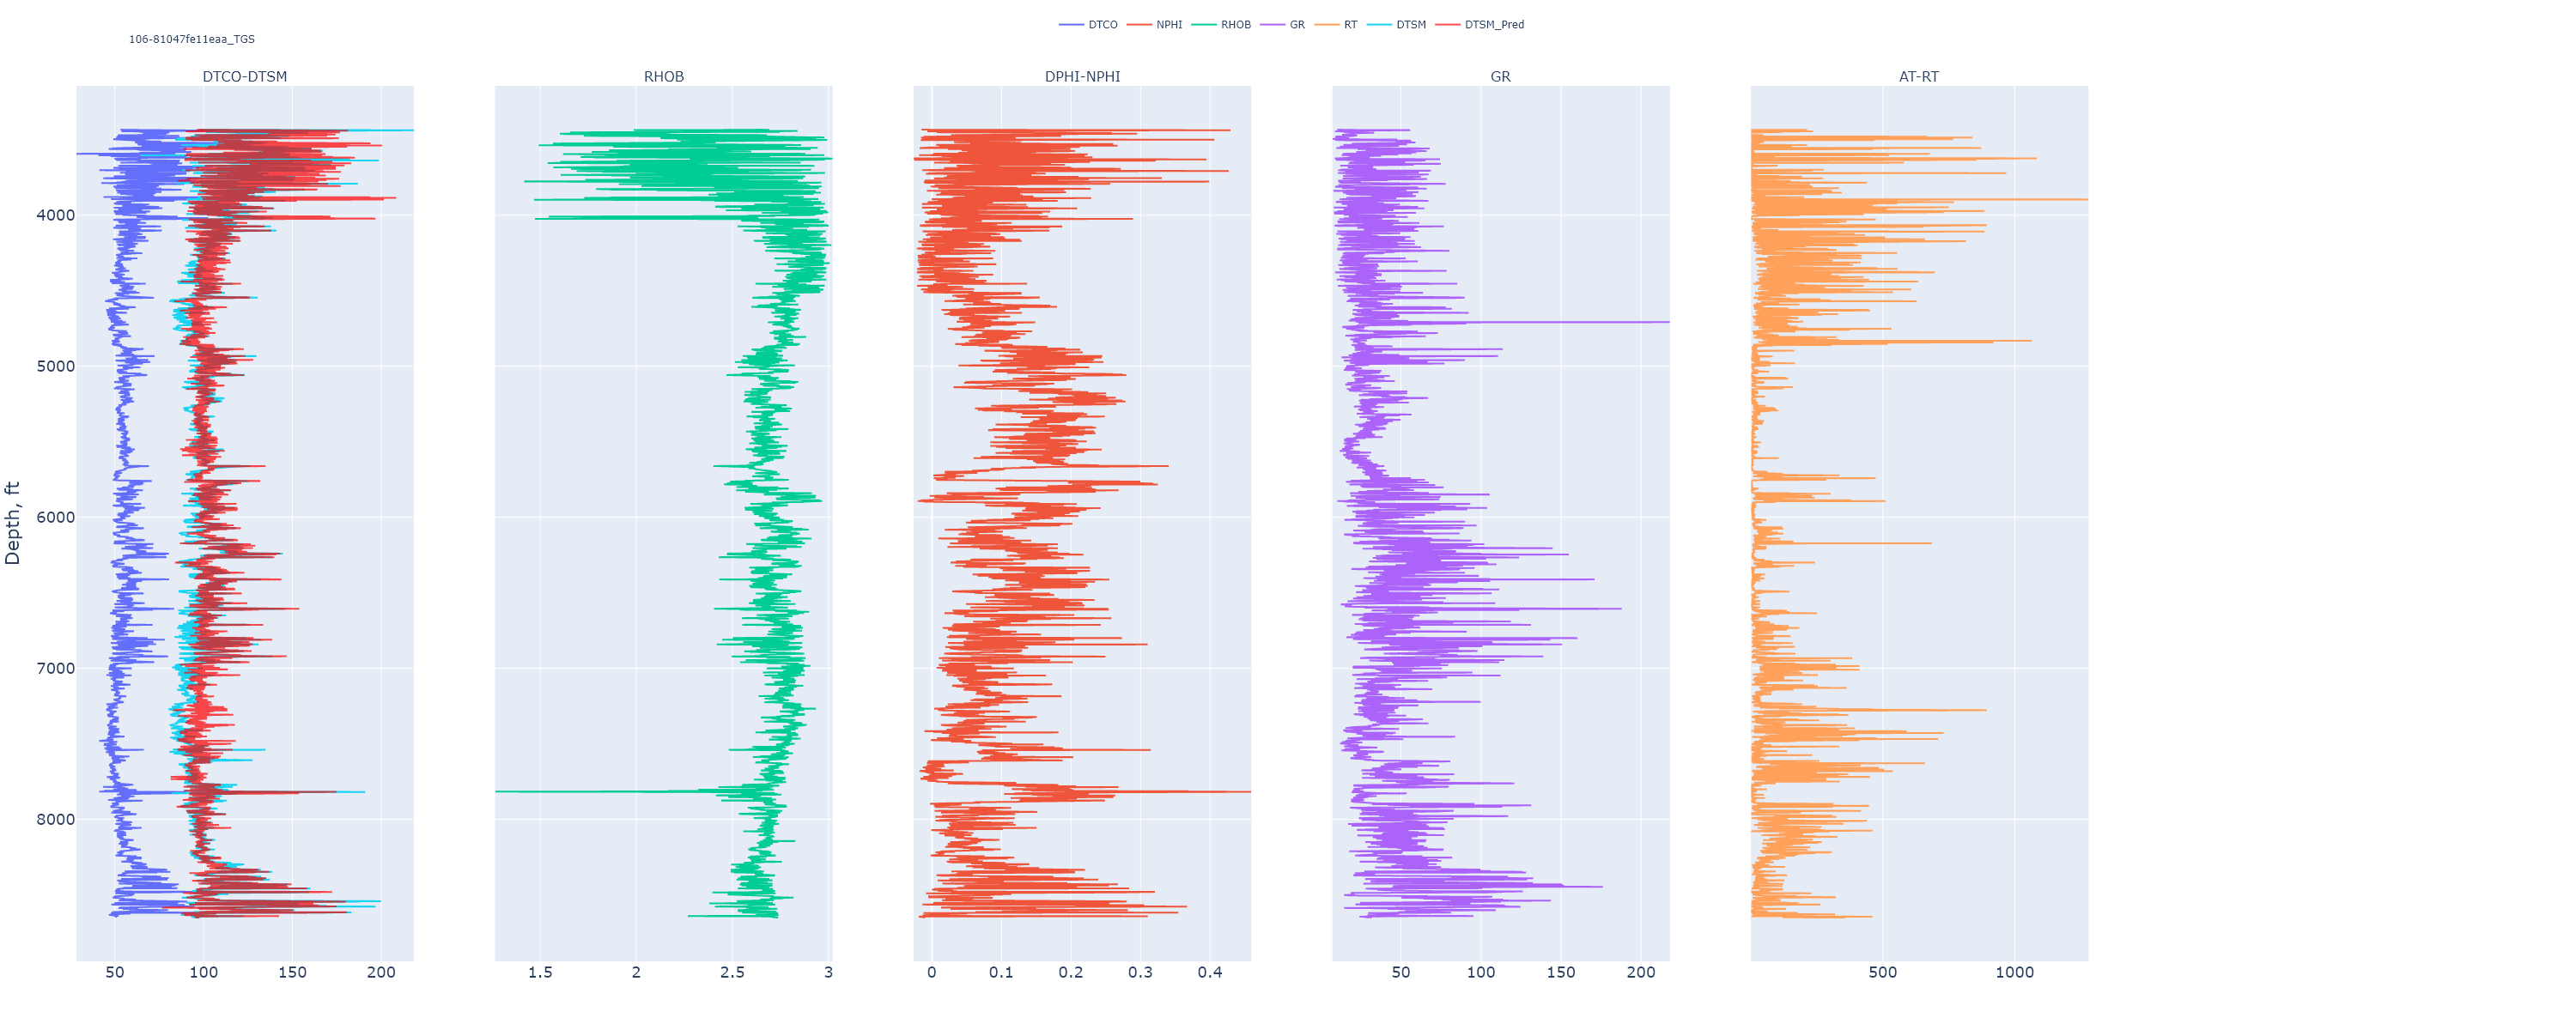 DTCO NPHI RHOB GR RT DTSM DTSM_Pred
106-81047fe11eaa_TGS
DTCO-DTSM RHOB DPHI-NPHI GR AT-RT
Depth, ft
4000
5000
6000
7000
8000
50 100 150 200 1.5 2 2.5 3 0 0.1 0.2 0.3 0.4 50 100 150 200 500 1000